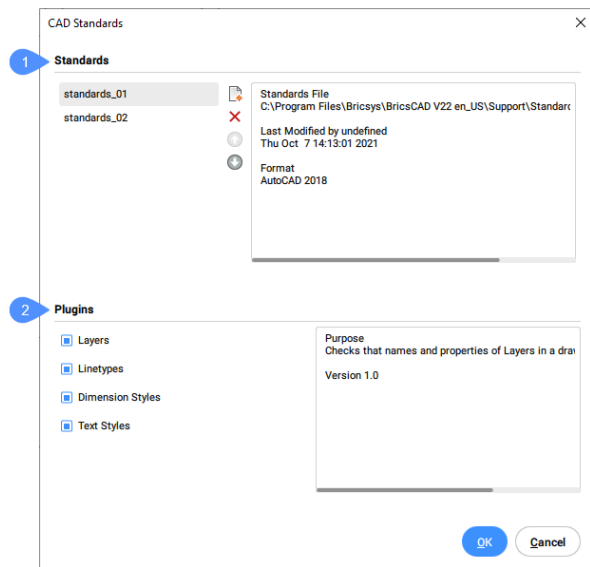 CAD Standards
1
Standards
standards_01
standards_02
Standards File
C:\Program Files\Bricsys\BricsCAD V22 en_US\Support\Standard
Last Modified by undefined
Thu Oct 7 14:13:01 2021
Format
AutoCAD 2018
2
Plugins
Layers
Linetypes
Dimension Styles
Text Styles
Purpose
Checks that names and properties of Layers in a
Version 1.0
OK
Cancel